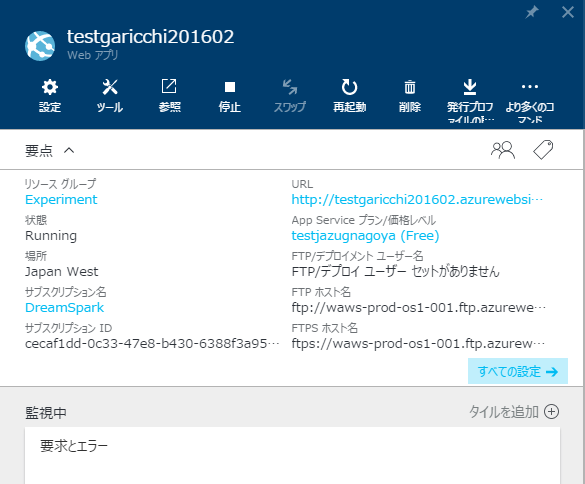 testgaricchi201602
Web アプリ
設定
ツール
参照
停止
スワップ
再起動
削除
発行プロフ
ァイルのI…
より多くのコ
マンド
要点
リソース グループ
Experiment
URL
http://testgaricchi201602.azurewebsi…
状態
Running
App Service プラン/価格レベル
testjazugnagoya (Free)
場所
Japan West
FTP/デプロイメント ユーザー名
FTP/デプロイ ユーザー セットがありません
サブスクリプション名
DreamSpark
FTP ホスト名
ftp://waws-prod-os1-001.ftp.azurewe…
サブスクリプション ID
cecaf1dd-0c33-47e8-b430-6388f3a95…
FTPS ホスト名
ftps://waws-prod-os1-001.ftp.azurew…
すべての設定
監視中
タイルを追加
要求とエラー